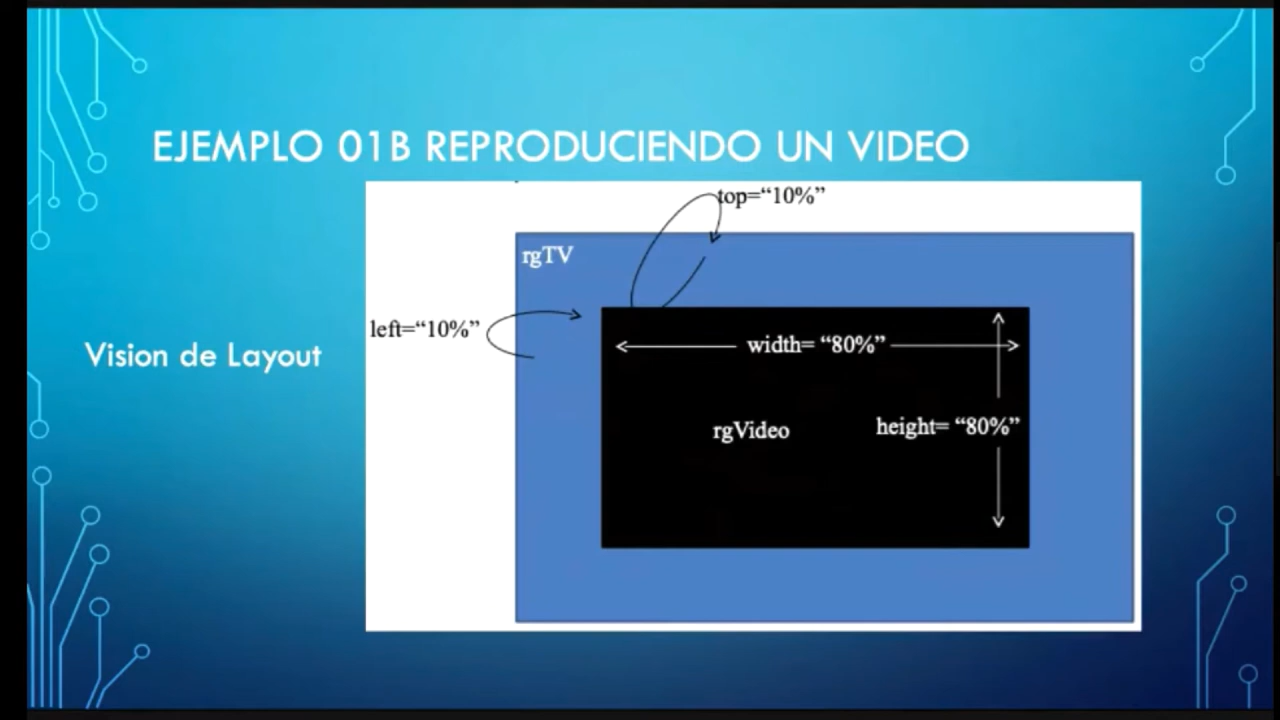 EJEMPLO 01B REPRODUCIENDO UN VIDEO
top=“10%”
rgTV
left=“10%”
width= “80%”
Vision de Layout
rgVideo
height= “80%”